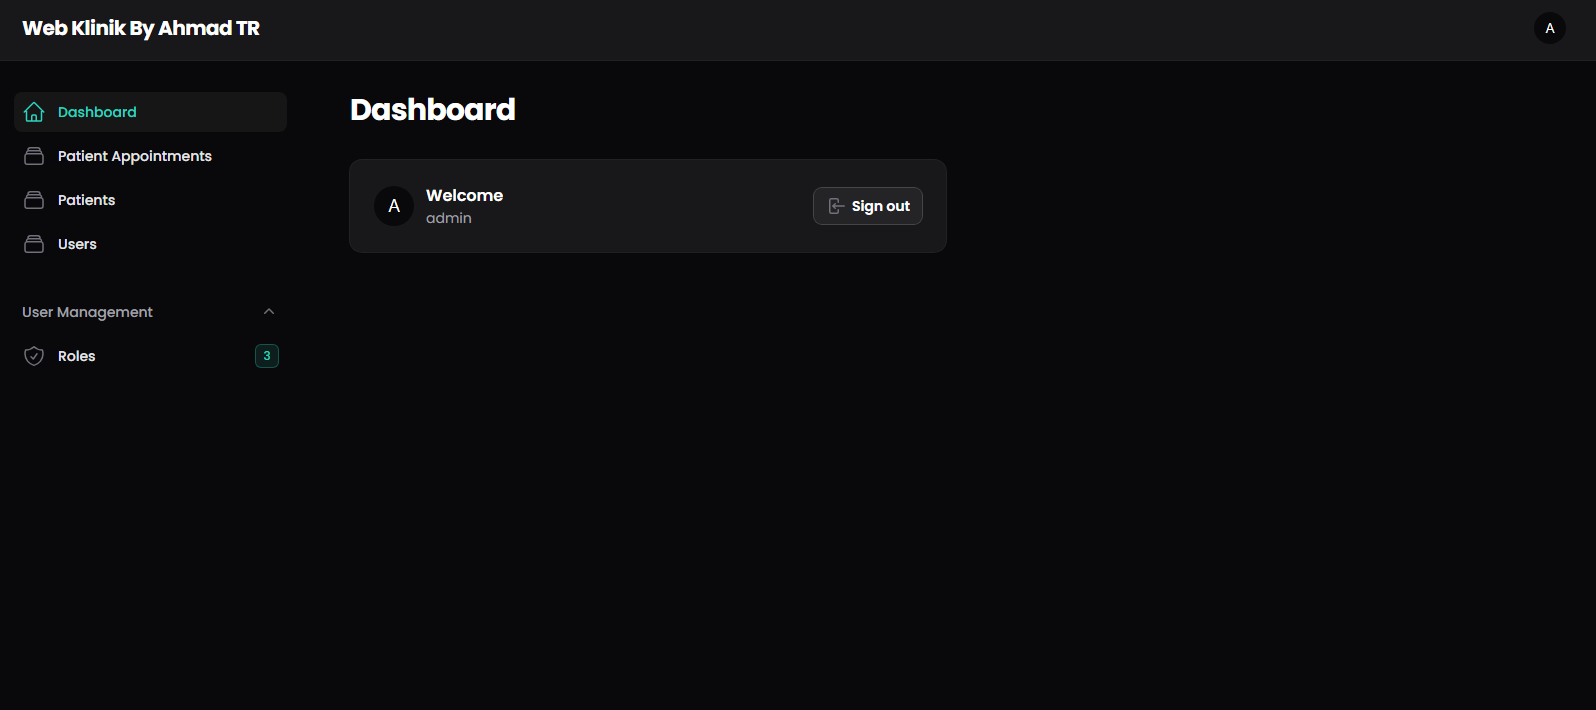 Web Klinik By Ahmad TR
A
Dashboard
Patient Appointments
Patients
Users
User Management
Roles
3
Dashboard
A
Welcome
admin
Sign out